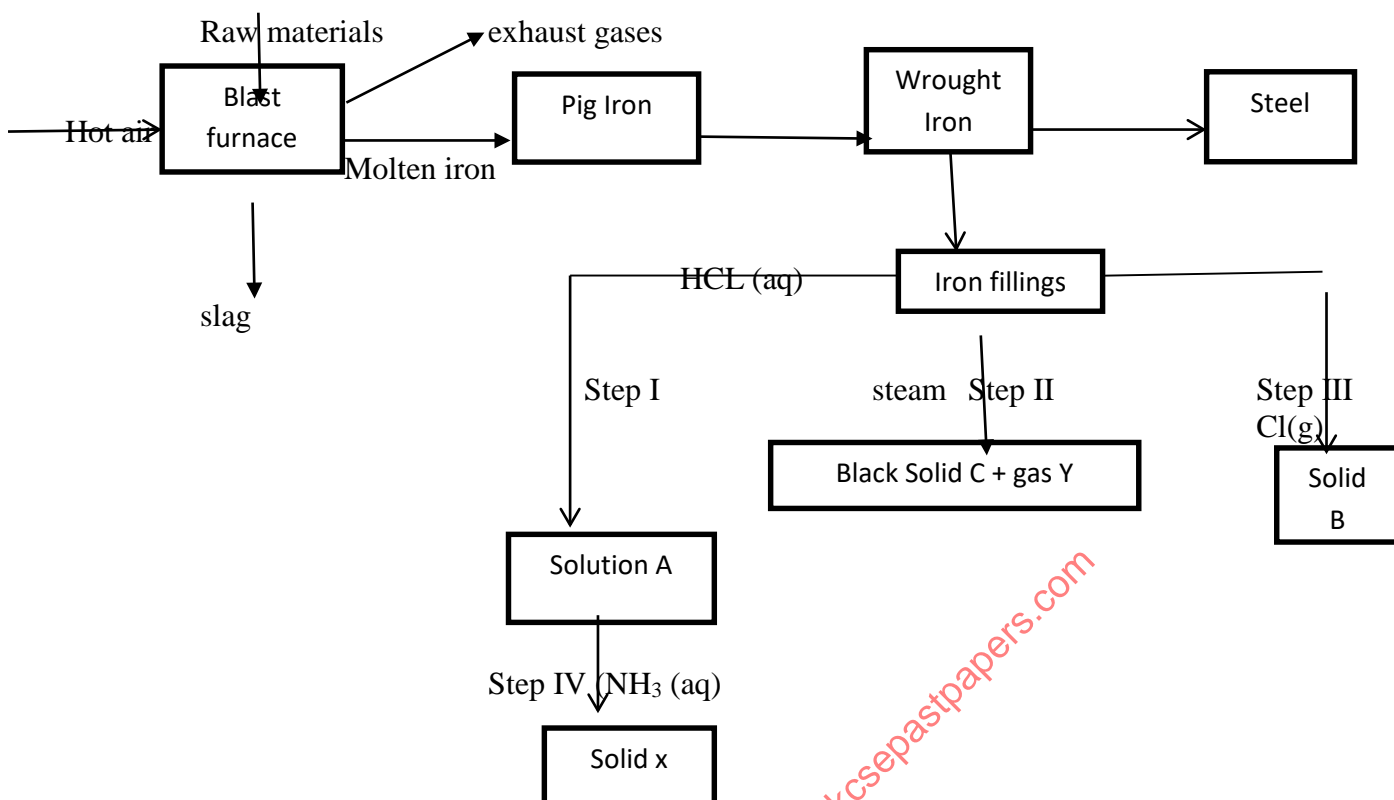 Raw materials
exhaust gases
Blast
furnace
Pig Iron
Wrought
Iron
Steel
Hot air
Molten iron
slag
HCL (aq)
Iron fillings
Step I
steam
Step II
Step III
Cl(g)
Black Solid C + gas Y
Solid
B
Solution A
Step IV (NH₃ (aq)
Solid x
kcsepastpapers.com